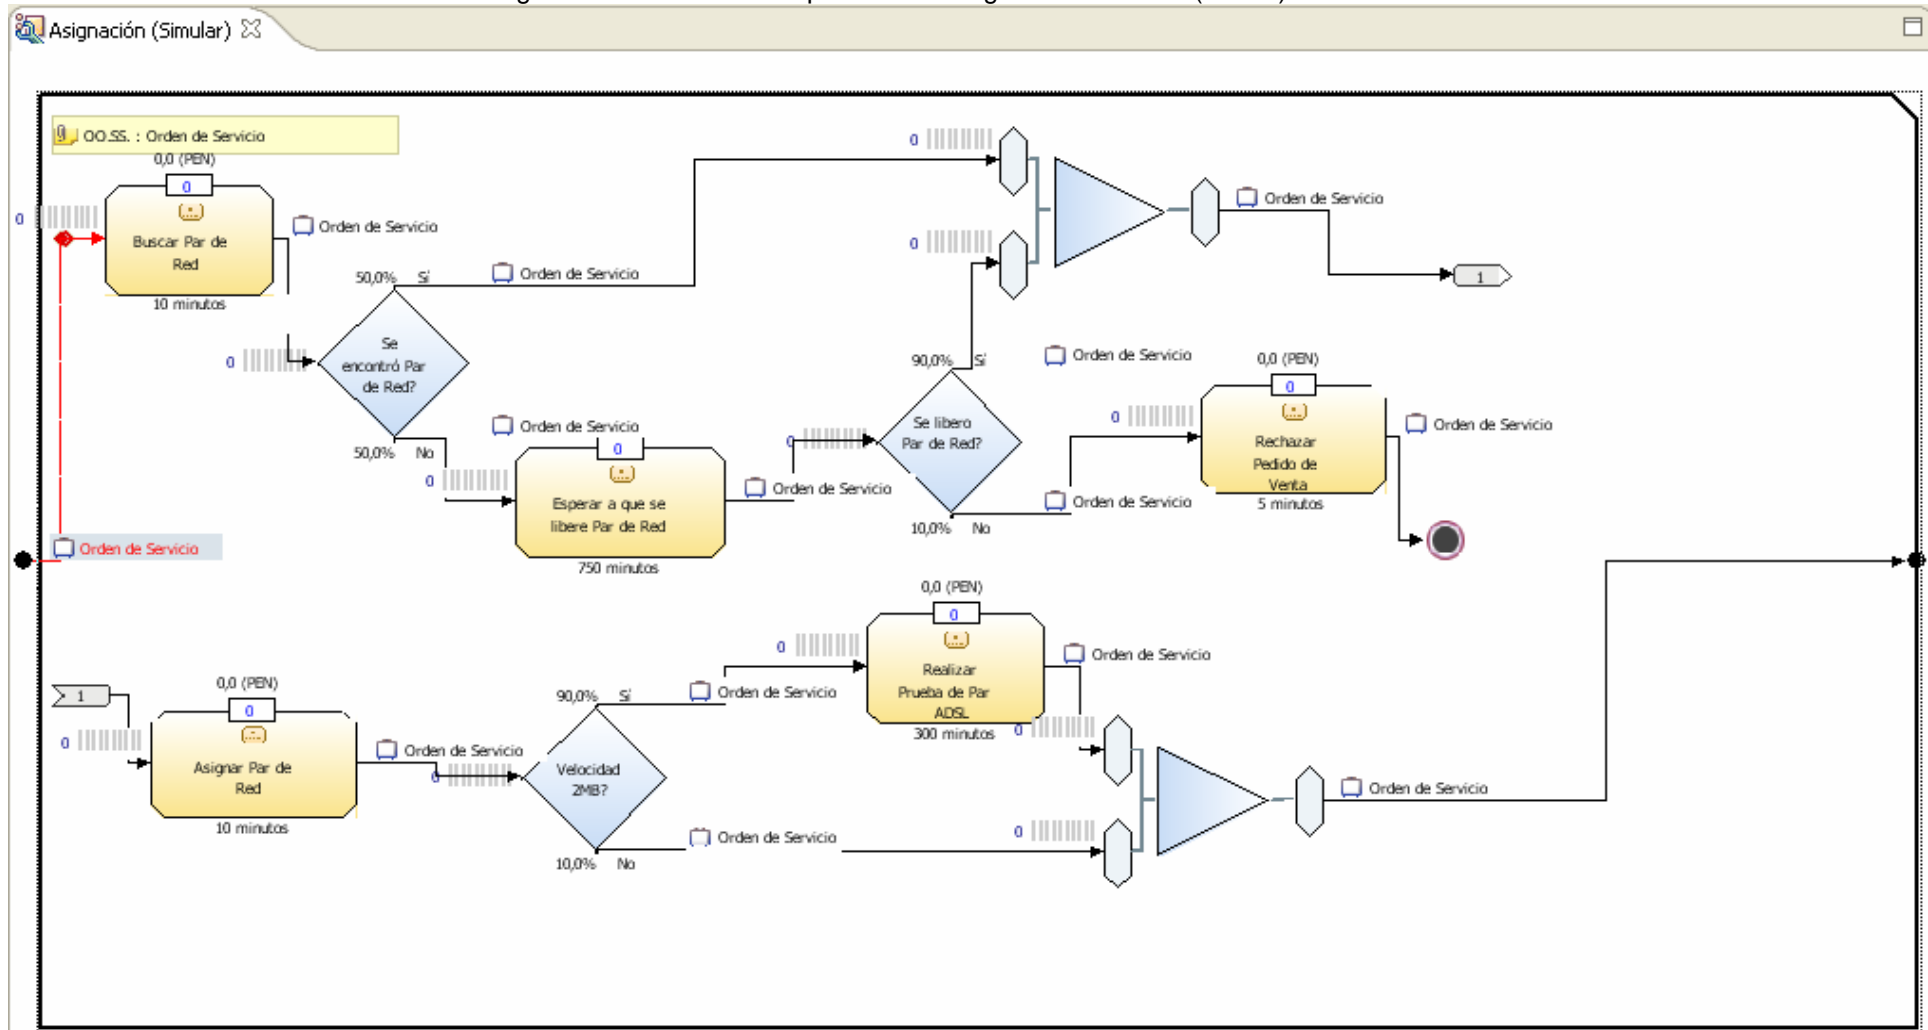 Asignación (Simular)
OO.SS. : Orden de Servicio
0,0 (PEN)
0
0
Buscar Par de
Red
10 minutos
Orden de Servicio
50,0% Sí
Orden de Servicio
0
Se
encontró Par
de Red?
50,0% No
Orden de Servicio
0
0
Esperar a que se
libere Par de Red
750 minutos
Orden de Servicio
0
0
0
Orden de Servicio
1
90,0% Sí
Orden de Servicio
Se libero
Par de Red?
10,0% No
Orden de Servicio
0
0,0 (PEN)
0
Rechazar
Pedido de
Venta
5 minutos
Orden de Servicio
Orden de Servicio
1
0
0,0 (PEN)
0
Asignar Par de
Red
10 minutos
Orden de Servicio
0
90,0% Sí
Orden de Servicio
Velocidad
2MB?
10,0% No
Orden de Servicio
0
0,0 (PEN)
0
Realizar
Prueba de Par
ADSL
300 minutos
Orden de Servicio
0
0
Orden de Servicio